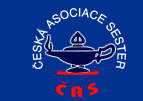 ČESKÁ ASOCIACE SESTER
ČAS